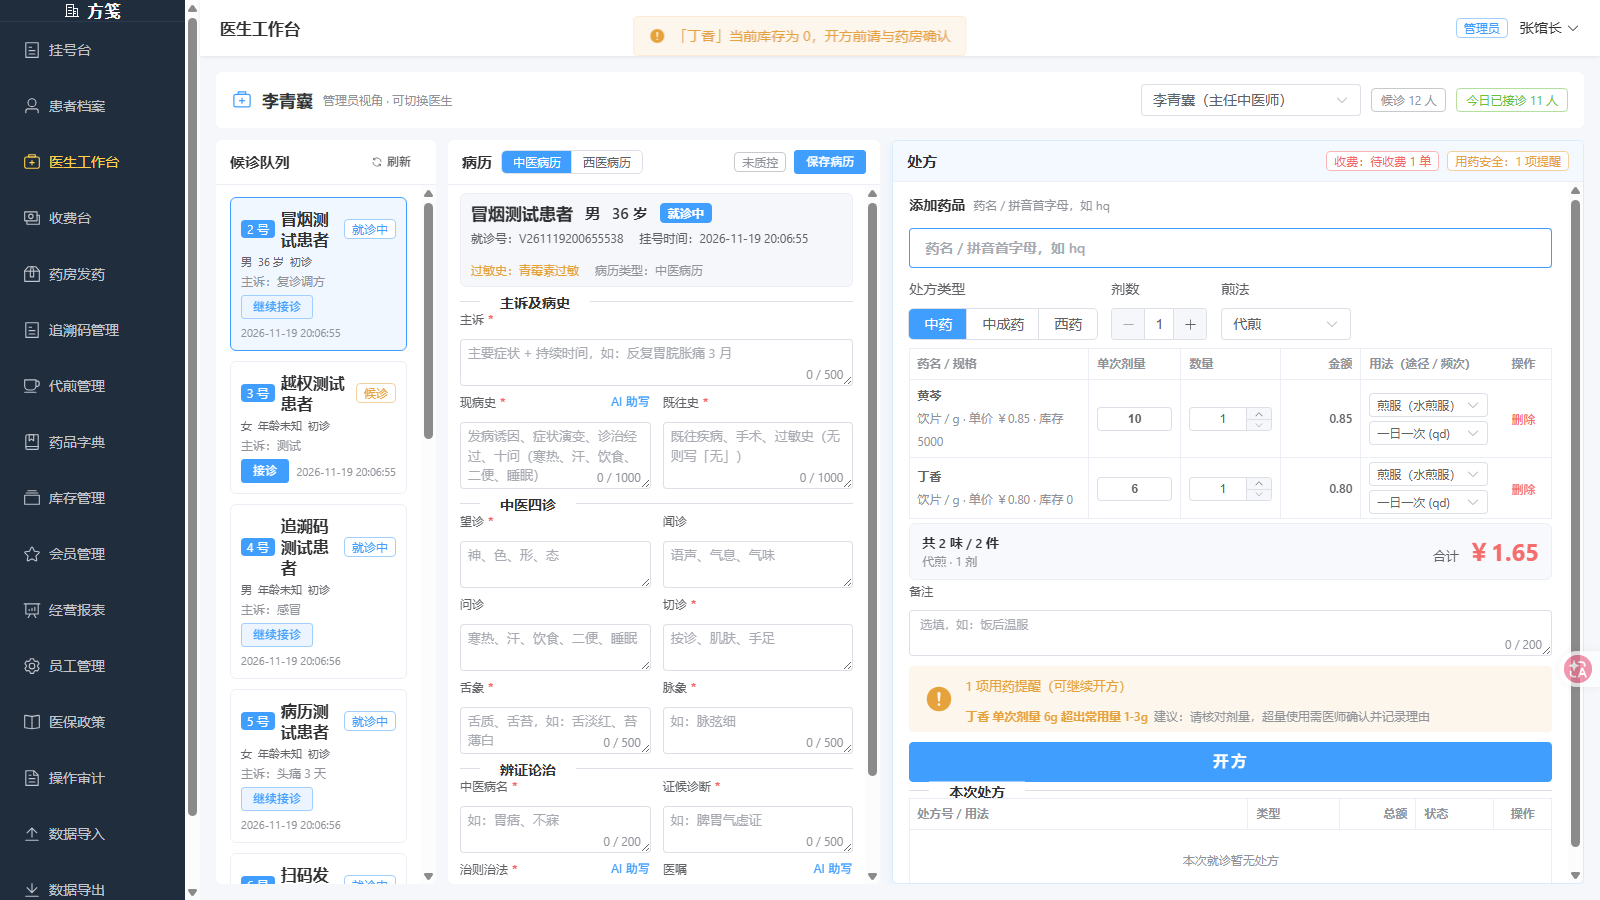 方笺
挂号台
患者档案
医生工作台
收费台
药房发药
追溯码管理
代煎管理
药品字典
库存管理
会员管理
经营报表
员工管理
医保政策
操作审计
数据导入
数据导出
医生工作台
「丁香」当前库存为 0，开方前请与药房确认
管理员 张馆长
李青囊 管理员视角 · 可切换医生
李青囊（主任中医师） 候诊 12 人 今日已接诊 11 人
候诊队列 刷新
2 号 冒烟测试患者 就诊中
男 36 岁 初诊
主诉：复诊调方
继续接诊
2026-11-19 20:06:55
3 号 越权测试患者 候诊
女 年龄未知 初诊
主诉：测试
接诊 2026-11-19 20:06:55
4 号 追溯码测试患者 就诊中
男 年龄未知 初诊
主诉：感冒
继续接诊
2026-11-19 20:06:56
5 号 病历测试患者 就诊中
女 年龄未知 初诊
主诉：头痛 3 天
继续接诊
2026-11-19 20:06:56
扫码发
病历 中医病历 西医病历 未质控 保存病历
冒烟测试患者 男 36 岁 就诊中
就诊号：V261119200655538 挂号时间：2026-11-19 20:06:55
过敏史：青霉素过敏 病历类型：中医病历
主诉及病史
主诉 *
主要症状 + 持续时间，如：反复胃脘胀痛 3 月
0 / 500
现病史 * AI 助写 既往史 *
发病诱因、症状演变、诊治经过、十问（寒热、汗、饮食、二便、睡眠） 0 / 1000
既往疾病、手术、过敏史（无则写「无」） 0 / 1000
中医四诊
望诊 * 闻诊
神、色、形、态 语声、气息、气味
问诊 切诊 *
寒热、汗、饮食、二便、睡眠 按诊、肌肤、手足
舌象 * 脉象 *
舌质、舌苔，如：舌淡红、苔薄白 0 / 500
如：脉弦细 0 / 500
辨证论治
中医病名 * 证候诊断 *
如：胃痞、不寐 0 / 200
如：脾胃气虚证 0 / 500
治则治法 * AI 助写 医嘱 AI 助写
处方 收费：待收费 1 单 用药安全：1 项提醒
添加药品 药名 / 拼音首字母，如 hq
药名 / 拼音首字母，如 hq
处方类型 剂数 煎法
中药 中成药 西药 − 1 + 代煎
药名 / 规格 单次剂量 数量 金额 用法（途径 / 频次） 操作
黄芩
饮片 / g · 单价 ￥0.85 · 库存 5000
10 1 0.85 煎服（水煎服） 一日一次 (qd) 删除
丁香
饮片 / g · 单价 ￥0.80 · 库存 0
6 1 0.80 煎服（水煎服） 一日一次 (qd) 删除
共 2 味 / 2 件
代煎 · 1 剂
合计 ￥1.65
备注
选填，如：饭后温服
0 / 200
1 项用药提醒（可继续开方）
丁香 单次剂量 6g 超出常用量 1-3g 建议：请核对剂量，超量使用需医师确认并记录理由
开方
本次处方
处方号 / 用法 类型 总额 状态 操作
本次就诊暂无处方